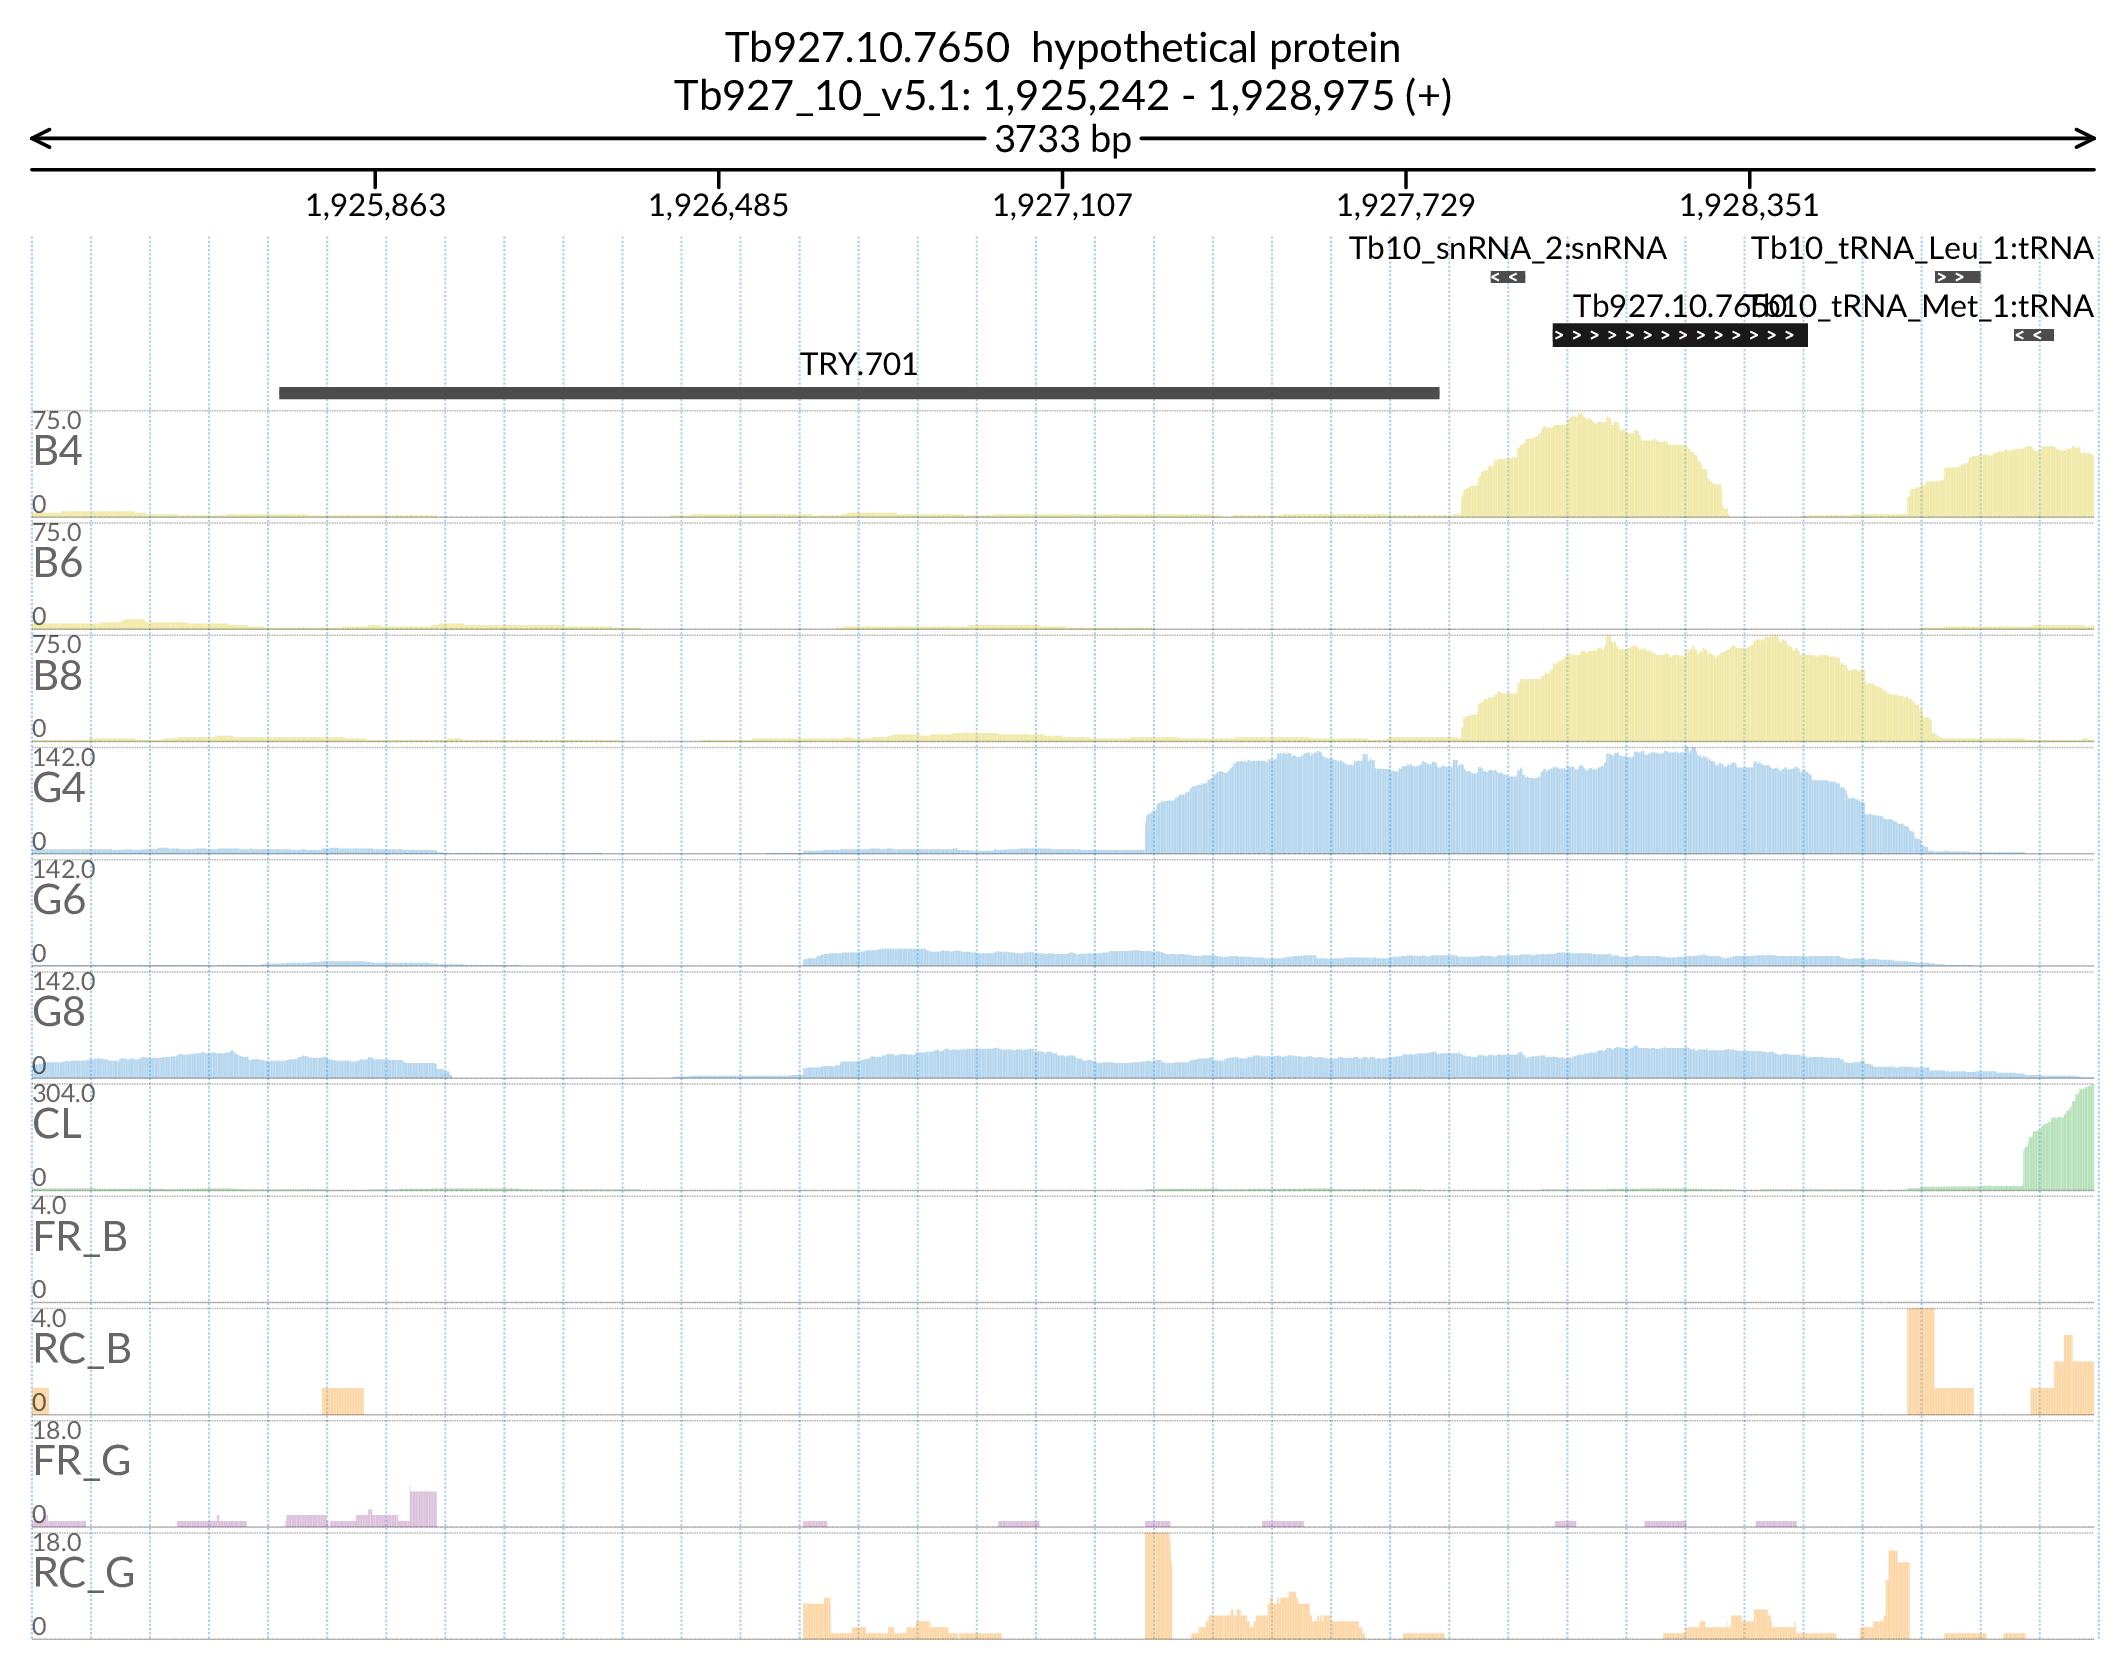 Tb927.10.7650 hypothetical protein
Tb927_10_v5.1: 1,925,242 - 1,928,975 (+)
3733 bp
1,925,863 1,926,485 1,927,107 1,927,729 1,928,351
Tb10_snRNA_2:snRNA Tb10_tRNA_Leu_1:tRNA
Tb927.10.7650 Tb10_tRNA_Met_1:tRNA
TRY.701
75.0
B4
0
75.0
B6
0
75.0
B8
0
142.0
G4
0
142.0
G6
0
142.0
G8
0
304.0
CL
0
4.0
FR_B
0
4.0
RC_B
0
18.0
FR_G
0
18.0
RC_G
0